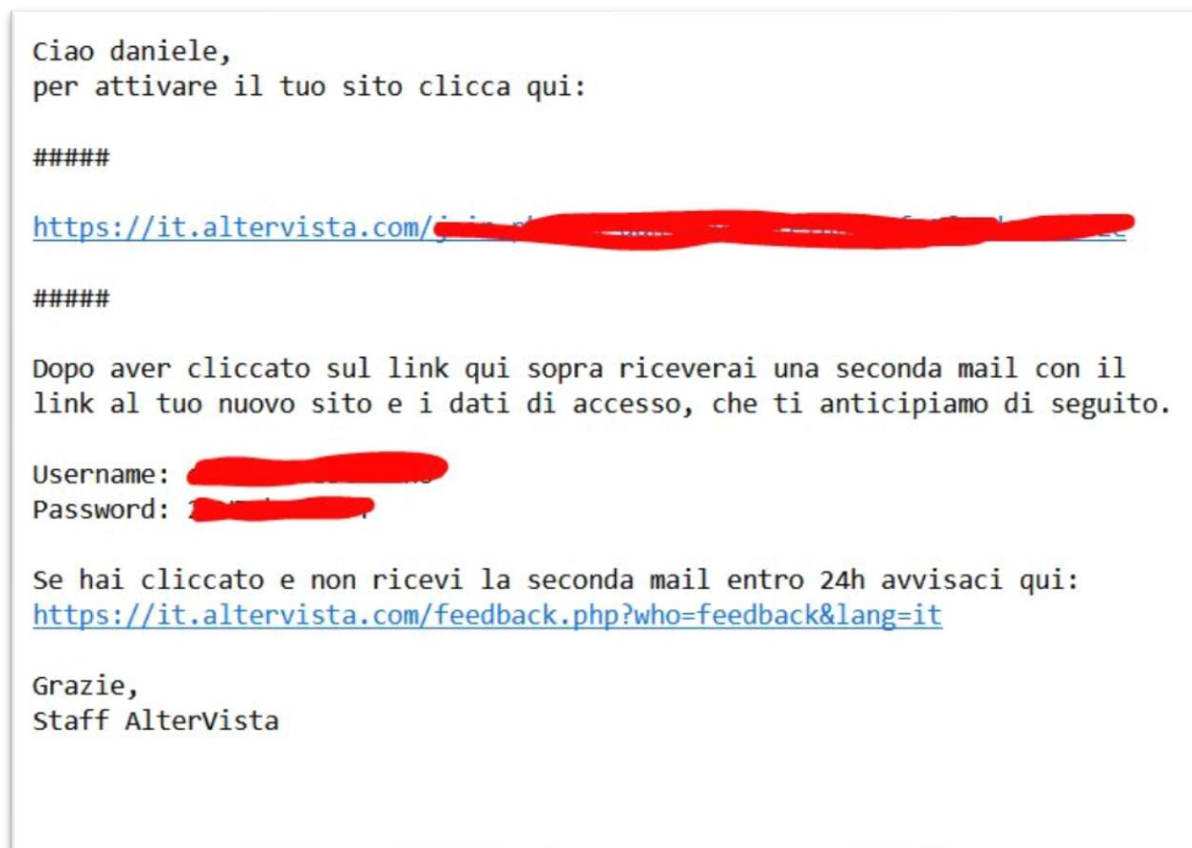 Ciao daniele,
per attivare il tuo sito clicca qui:
#####
https://it.altervista.com/
#####
Dopo aver cliccato sul link qui sopra riceverai una seconda mail con il
link al tuo nuovo sito e i dati di accesso, che ti anticipiamo di seguito.
Username:
Password:
Se hai cliccato e non ricevi la seconda mail entro 24h avvisaci qui:
https://it.altervista.com/feedback.php?who=feedback&lang=it
Grazie,
Staff AlterVista